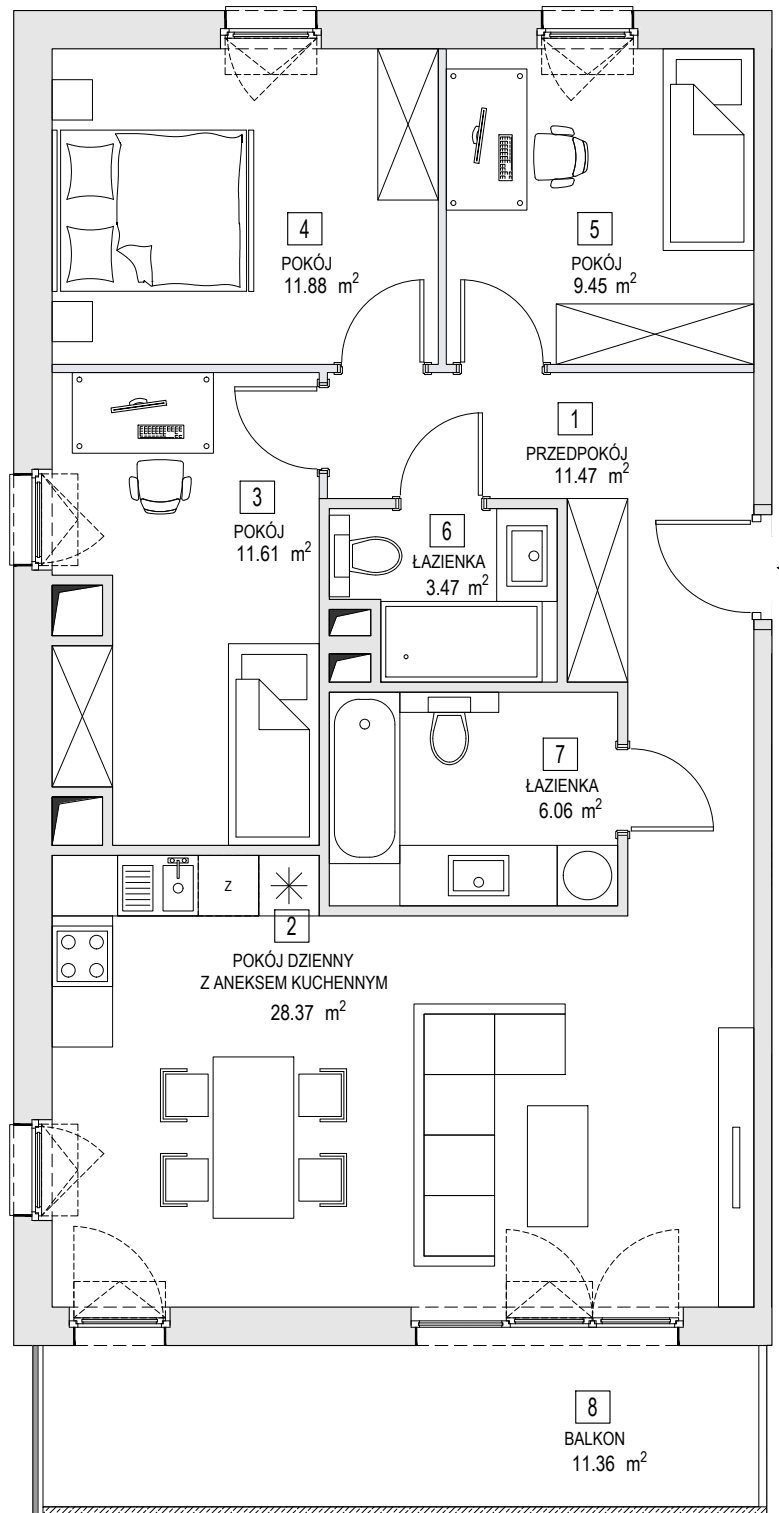 4
POKÓJ
11.88 m²
5
POKÓJ
9.45 m²
1
PRZEDPOKÓJ
11.47 m²
3
POKÓJ
11.61 m²
6
ŁAZIENKA
3.47 m²
7
ŁAZIENKA
6.06 m²
Z
2
POKÓJ DZIENNY
Z ANEKSEM KUCHENNYM
28.37 m²
8
BALKON
11.36 m²